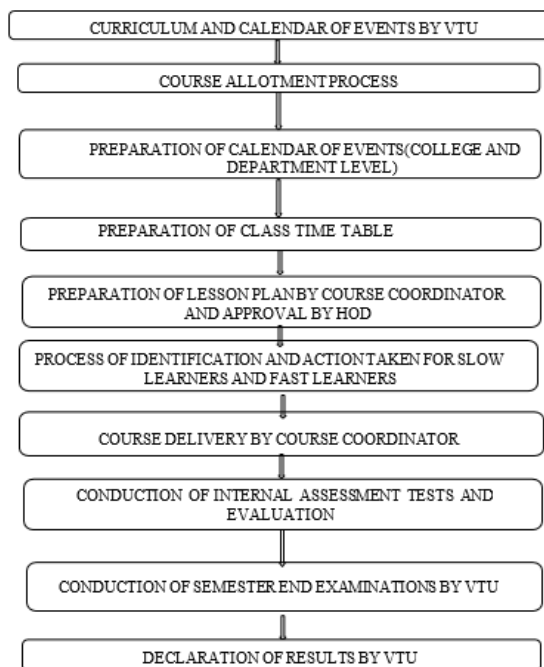 CURRICULUM AND CALENDAR OF EVENTS BY VTU
COURSE ALLOTMENT PROCESS
PREPARATION OF CALENDAR OF EVENTS(COLLEGE AND
DEPARTMENT LEVEL)
PREPARATION OF CLASS TIME TABLE
PREPARATION OF LESSON PLAN BY COURSE COORDINATOR
AND APPROVAL BY HOD
PROCESS OF IDENTIFICATION AND ACTION TAKEN FOR SLOW
LEARNERS AND FAST LEARNERS
COURSE DELIVERY BY COURSE COORDINATOR
CONDUCTION OF INTERNAL ASSESSMENT TESTS AND
EVALUATION
CONDUCTION OF SEMESTER END EXAMINATIONS BY VTU
DECLARATION OF RESULTS BY VTU